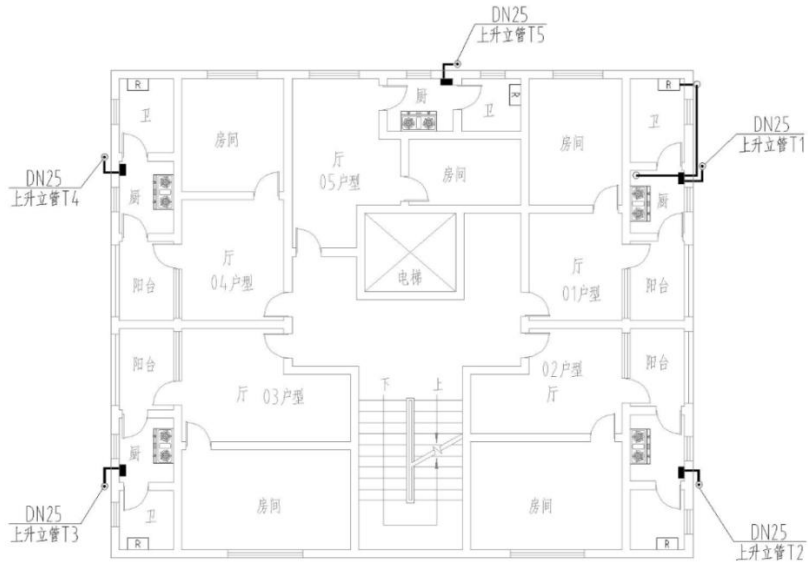 DN25
上升立管T5
R
卫
厨
卫
R
卫
房间
厅
05户型
房间
房间
DN25
上升立管T1
DN25
上升立管T4
厨
厨
阳台
厅
04户型
电梯
厅
01户型
阳台
阳台
厅 03户型
下
上
02户型
厅
阳台
厨
房间
房间
DN25
上升立管T3
卫
R
R
DN25
上升立管T2